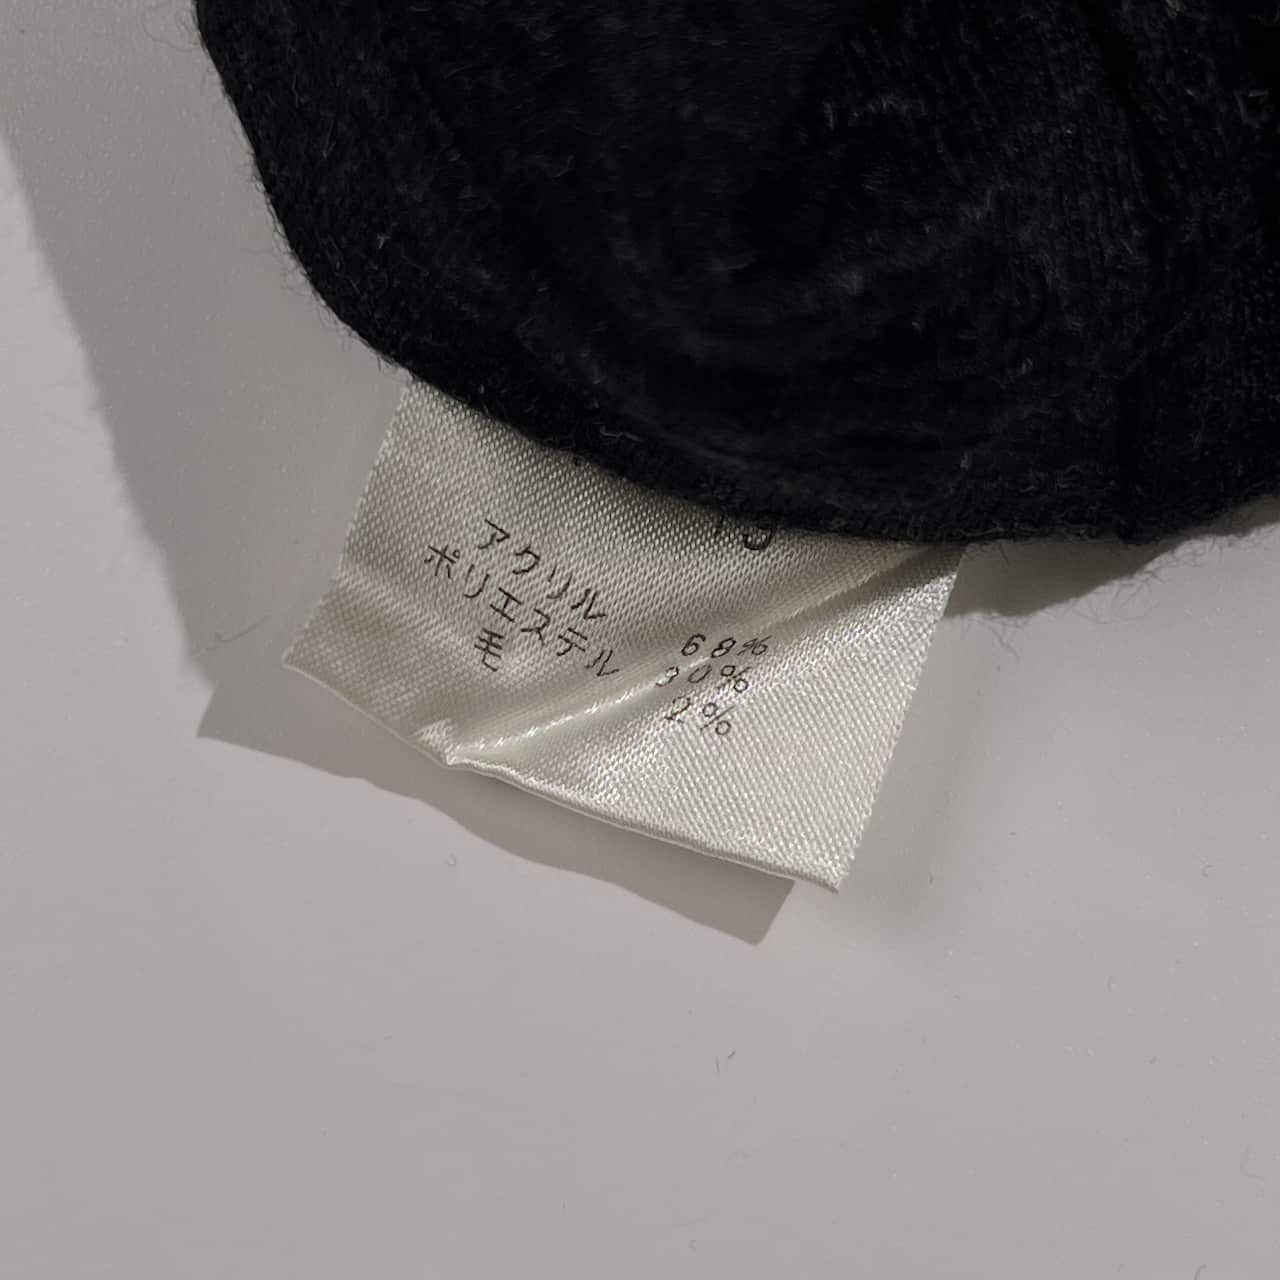 アクリル 68%
ポリエステル 30%
毛 2%